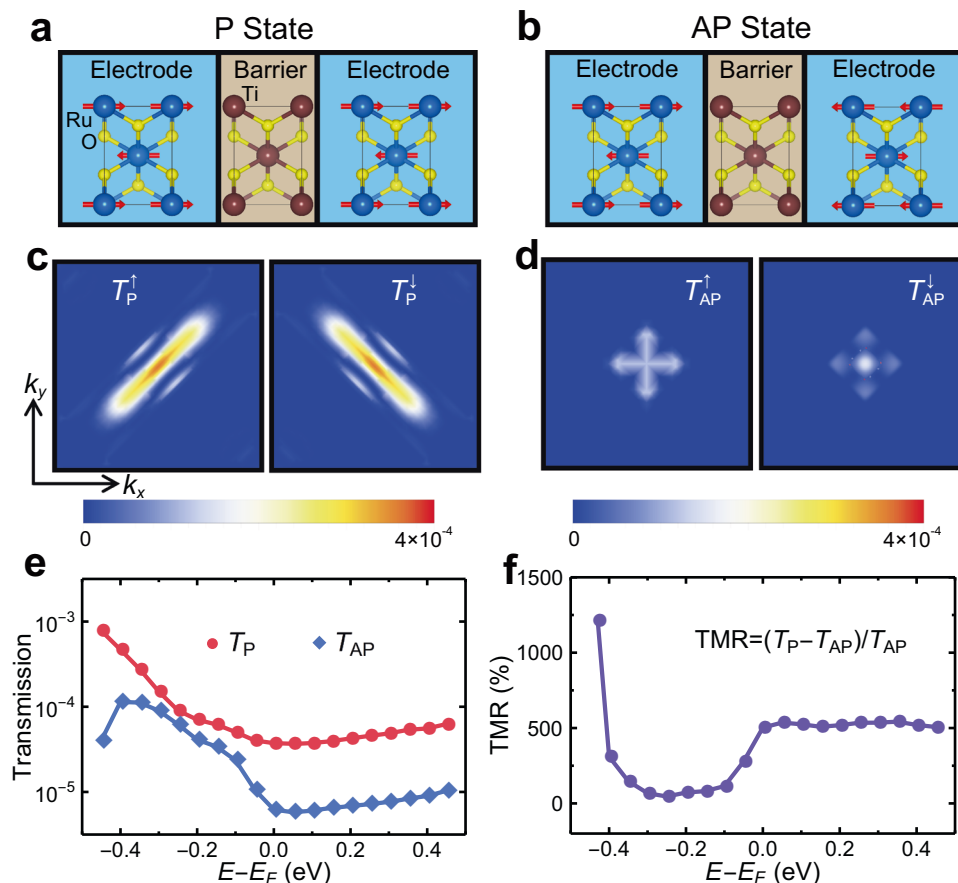 a P State
b AP State
Electrode Barrier Electrode
Electrode Barrier Electrode
Ti
Ru
O
c
T_P^↑
T_P^↓
d
T_AP^↑
T_AP^↓
k_y
k_x
0 4×10^-4
0 4×10^-4
e
Transmission
10^-3
10^-4
10^-5
T_P T_AP
−0.4 −0.2 0.0 0.2 0.4
E−E_F (eV)
f
TMR (%)
1500
1000
500
0
TMR=(T_P−T_AP)/T_AP
−0.4 −0.2 0.0 0.2 0.4
E−E_F (eV)